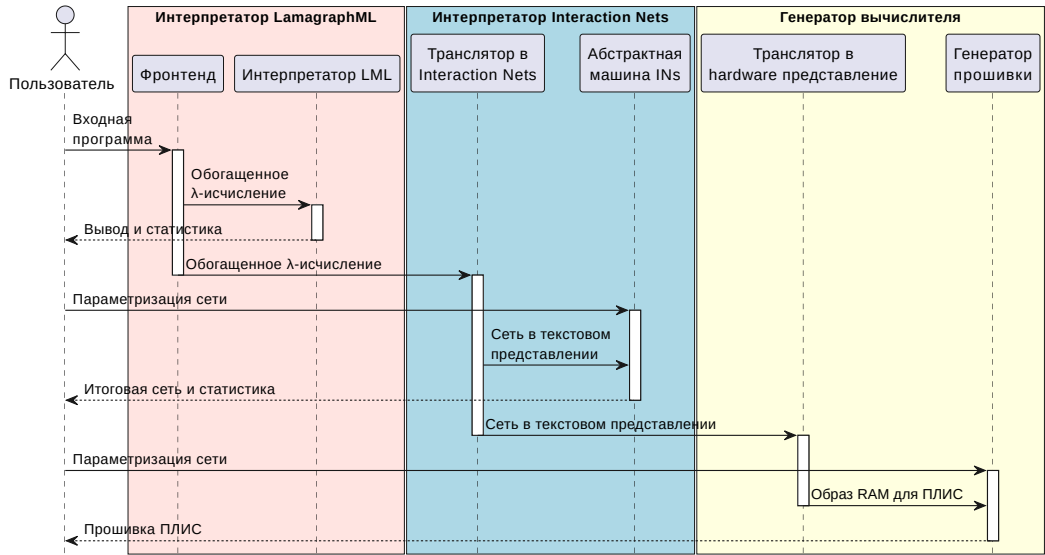 Интерпретатор LamagraphML
Интерпретатор Interaction Nets
Генератор вычислителя
Пользователь
Фронтенд
Интерпретатор LML
Транслятор в
Interaction Nets
Абстрактная
машина INs
Транслятор в
hardware представление
Генератор
прошивки
Входная
программа
Обогащенное
λ-исчисление
Вывод и статистика
Обогащенное λ-исчисление
Параметризация сети
Сеть в текстовом
представлении
Итоговая сеть и статистика
Сеть в текстовом представлении
Параметризация сети
Образ RAM для ПЛИС
Прошивка ПЛИС